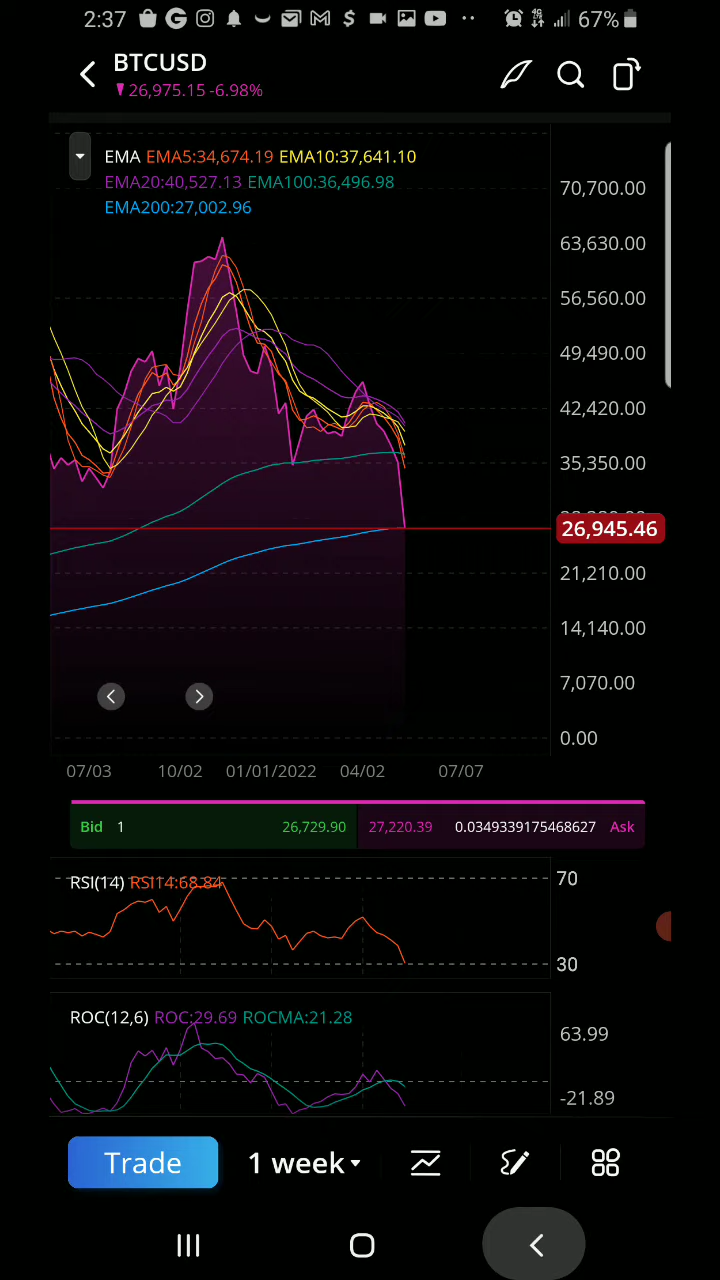 2:37 67%
BTCUSD
26,975.15 -6.98%
EMA EMA5:34,674.19 EMA10:37,641.10
EMA20:40,527.13 EMA100:36,496.98
EMA200:27,002.96
70,700.00
63,630.00
56,560.00
49,490.00
42,420.00
35,350.00
26,945.46
21,210.00
14,140.00
7,070.00
0.00
07/03 10/02 01/01/2022 04/02 07/07
Bid 1 26,729.90 27,220.39 0.0349339175468627 Ask
RSI(14) RSI14:68.84 70
30
ROC(12,6) ROC:29.69 ROCMA:21.28
63.99
-21.89
Trade 1 week